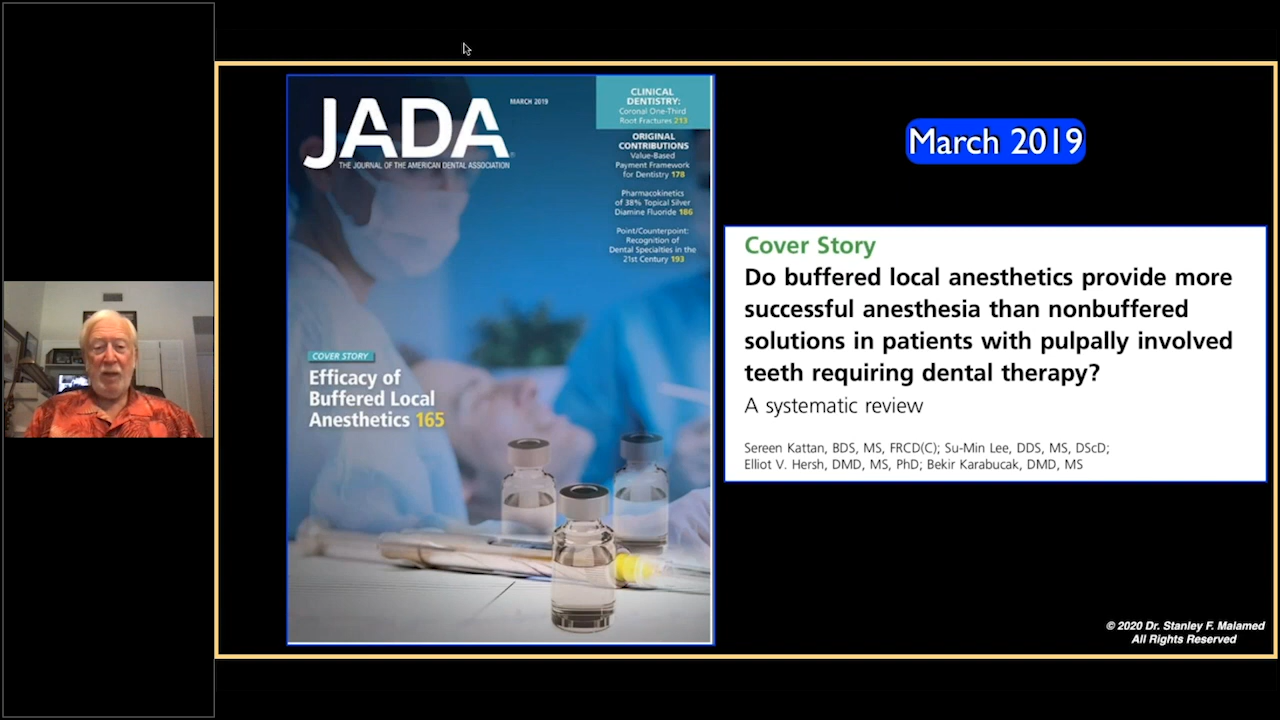 JADA
MARCH 2019
THE JOURNAL OF THE AMERICAN DENTAL ASSOCIATION
CLINICAL
DENTISTRY:
Coronal One-Third
Root Fractures 213
ORIGINAL
CONTRIBUTIONS
Value-Based
Payment Framework
for Dentistry 178
Pharmacokinetics
of 38% Topical Silver
Diamine Fluoride 186
Point/Counterpoint:
Recognition of
Dental Specialties in the
21st Century 193
COVER STORY
Efficacy of
Buffered Local
Anesthetics 165
March 2019
Cover Story
Do buffered local anesthetics provide more
successful anesthesia than nonbuffered
solutions in patients with pulpally involved
teeth requiring dental therapy?
A systematic review
Sereen Kattan, BDS, MS, FRCD(C); Su-Min Lee, DDS, MS, DScD;
Elliot V. Hersh, DMD, MS, PhD; Bekir Karabucak, DMD, MS
© 2020 Dr. Stanley F. Malamed
All Rights Reserved